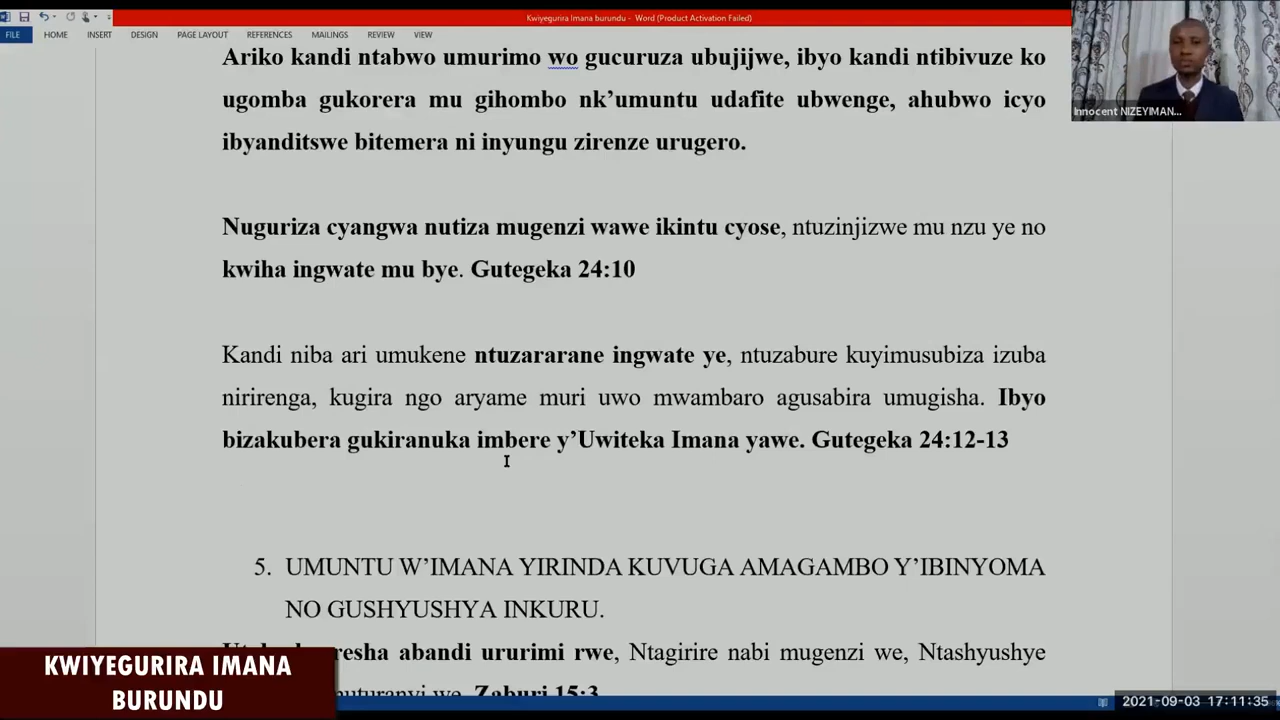 Kwiyegurira Imana burundu - Word (Product Activation Failed)
FILE HOME INSERT DESIGN PAGE LAYOUT REFERENCES MAILINGS REVIEW VIEW
Innocent NIZEYIMAN...
Ariko kandi ntabwo umurimo wo gucuruza ubujijwe, ibyo kandi ntibivuze ko
ugomba gukorera mu gihombo nk’umuntu udafite ubwenge, ahubwo icyo
ibyanditswe bitemera ni inyungu zirenze urugero.
Nuguriza cyangwa nutiza mugenzi wawe ikintu cyose, ntuzinjizwe mu nzu ye no
kwiha ingwate mu bye. Gutegeka 24:10
Kandi niba ari umukene ntuzararane ingwate ye, ntuzabure kuyimusubiza izuba
nirirenga, kugira ngo aryame muri uwo mwambaro agusabira umugisha. Ibyo
bizakubera gukiranuka imbere y’Uwiteka Imana yawe. Gutegeka 24:12-13
5. UMUNTU W’IMANA YIRINDA KUVUGA AMAGAMBO Y’IBINYOMA
NO GUSHYUSHYA INKURU.
abandi ururimi rwe, Ntagirire nabi mugenzi we, Ntashyushye
we. Zaburi 15:3
KWIYEGURIRA IMANA
BURUNDU
2021-09-03 17:11:35